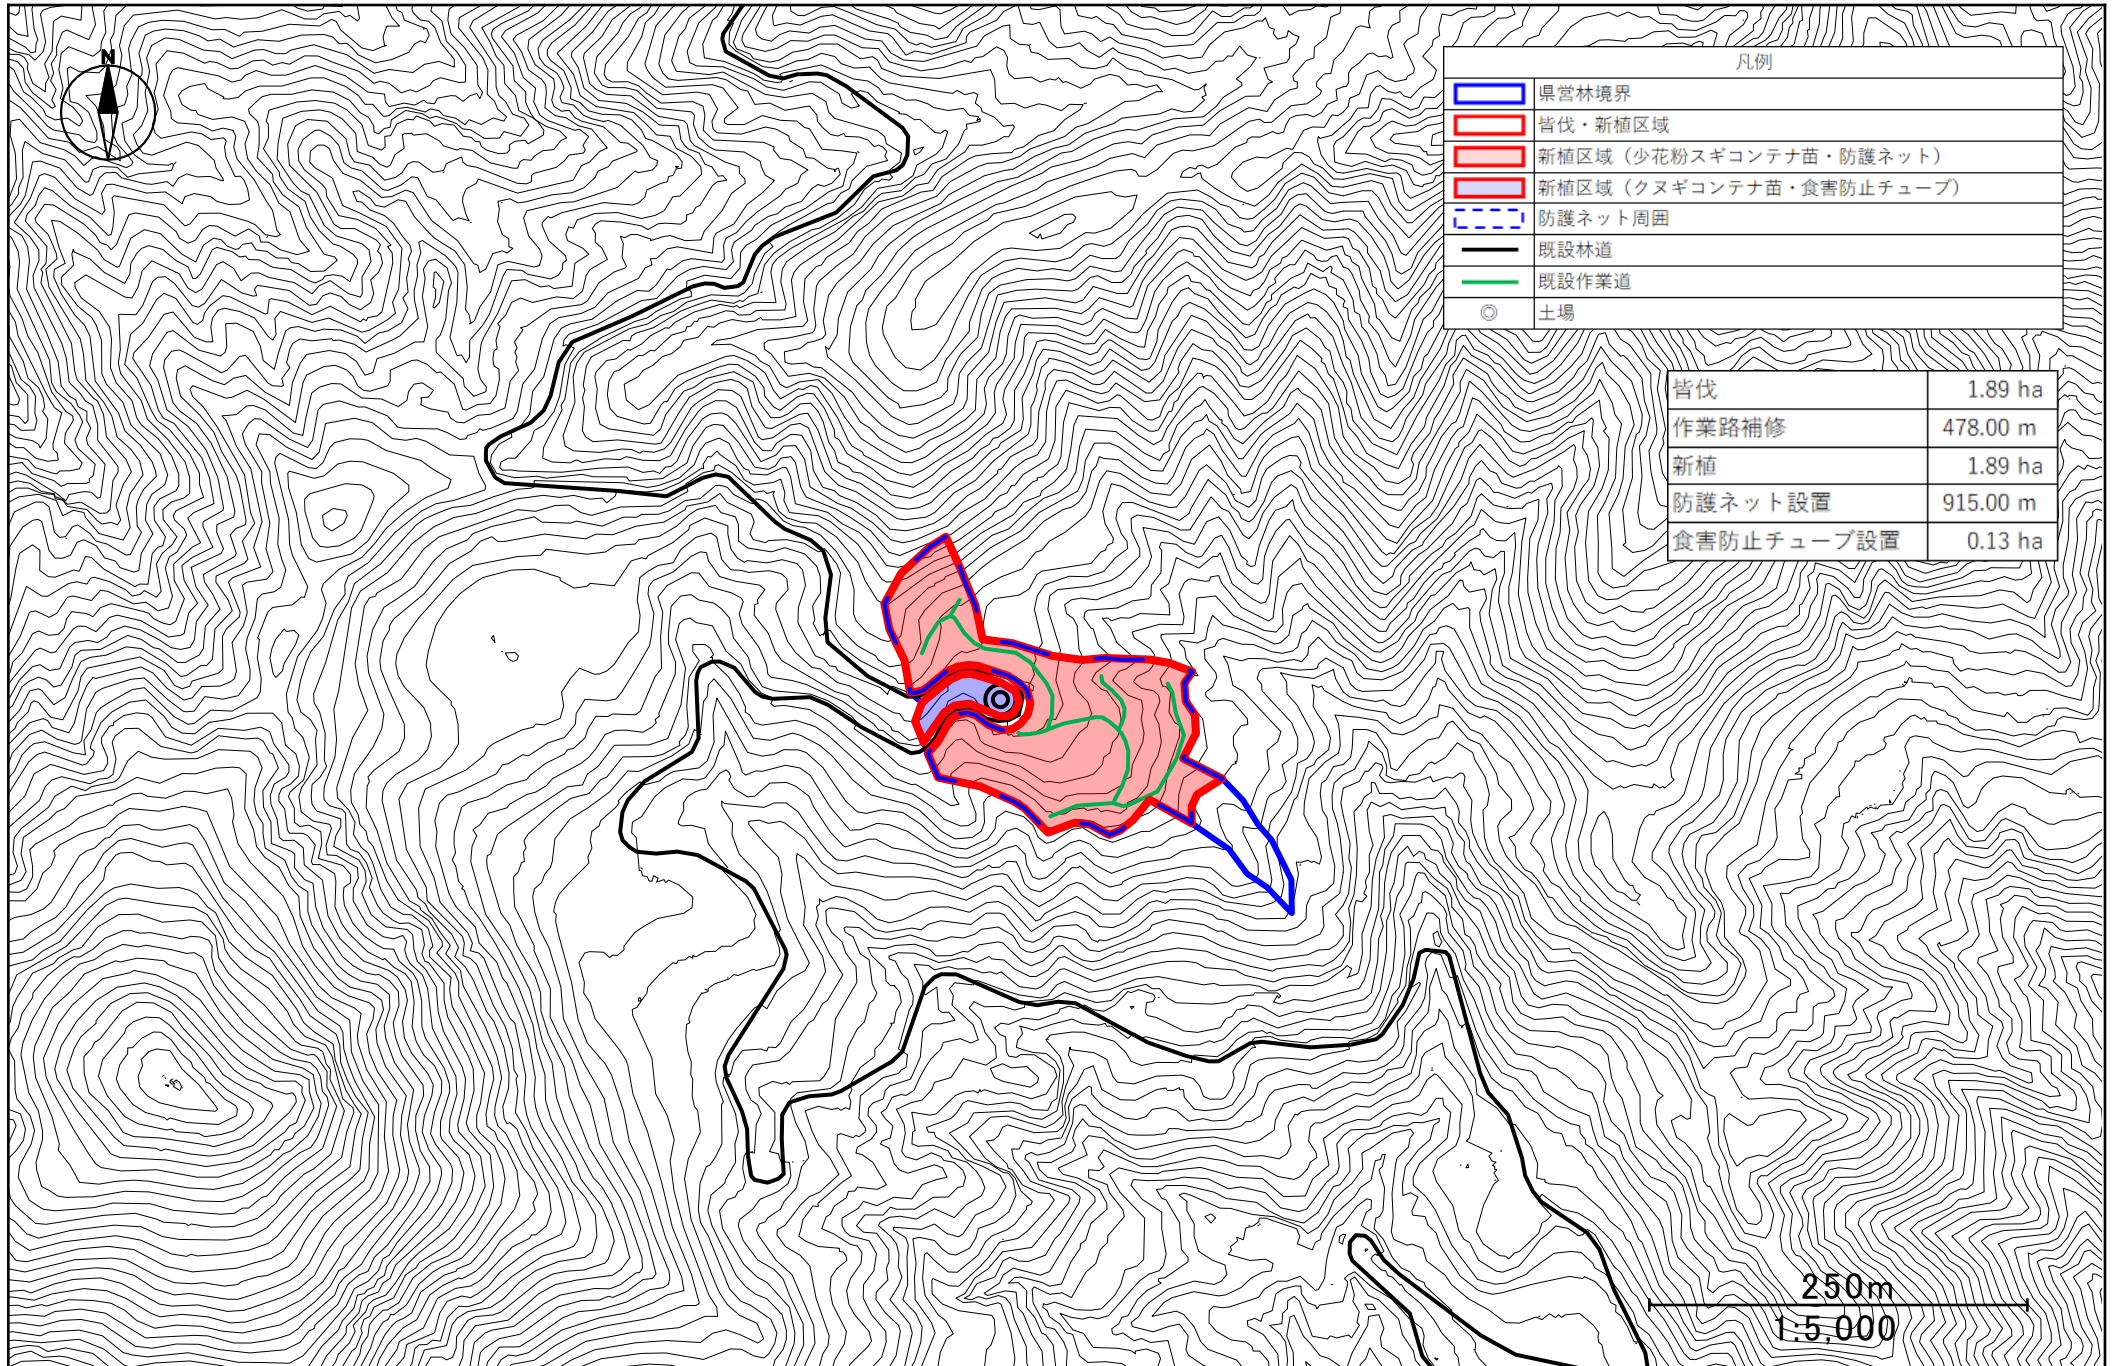 N
凡例
県営林境界
皆伐・新植区域
新植区域（少花粉スギコンテナ苗・防護ネット）
新植区域（クヌギコンテナ苗・食害防止チューブ）
防護ネット周囲
既設林道
既設作業道
◎ 土場
皆伐 1.89 ha
作業路補修 478.00 m
新植 1.89 ha
防護ネット設置 915.00 m
食害防止チューブ設置 0.13 ha
250m
1:5,000